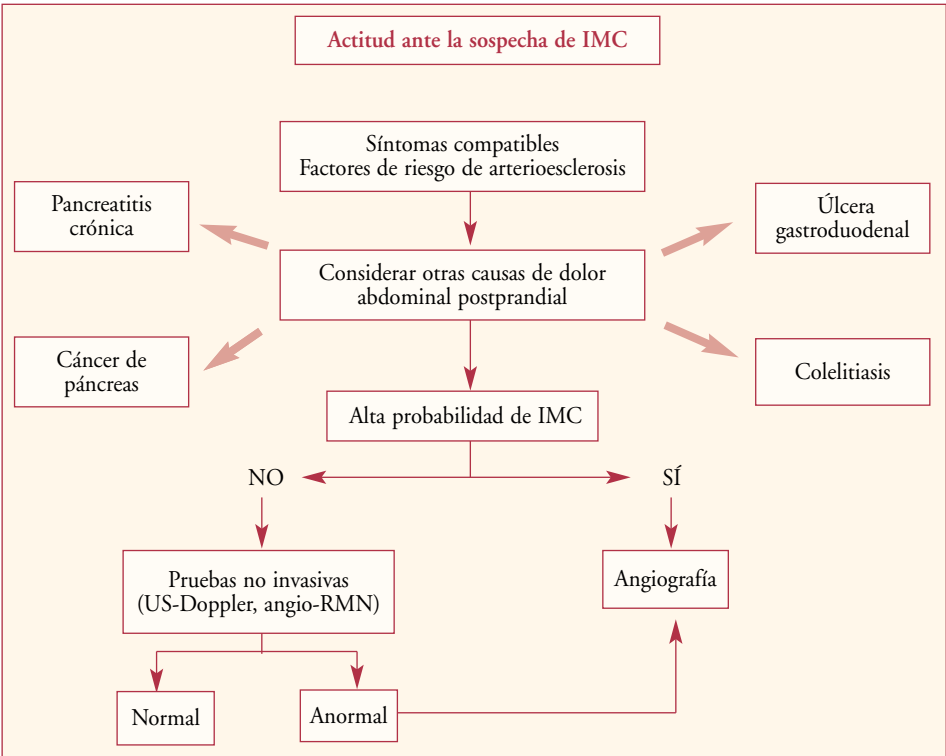 Actitud ante la sospecha de IMC
Síntomas compatibles
Factores de riesgo de arterioesclerosis
Pancreatitis
crónica
Úlcera
gastroduodenal
Considerar otras causas de dolor
abdominal postprandial
Cáncer de
páncreas
Colelitiasis
Alta probabilidad de IMC
NO
SÍ
Pruebas no invasivas
(US-Doppler, angio-RMN)
Angiografía
Normal
Anormal